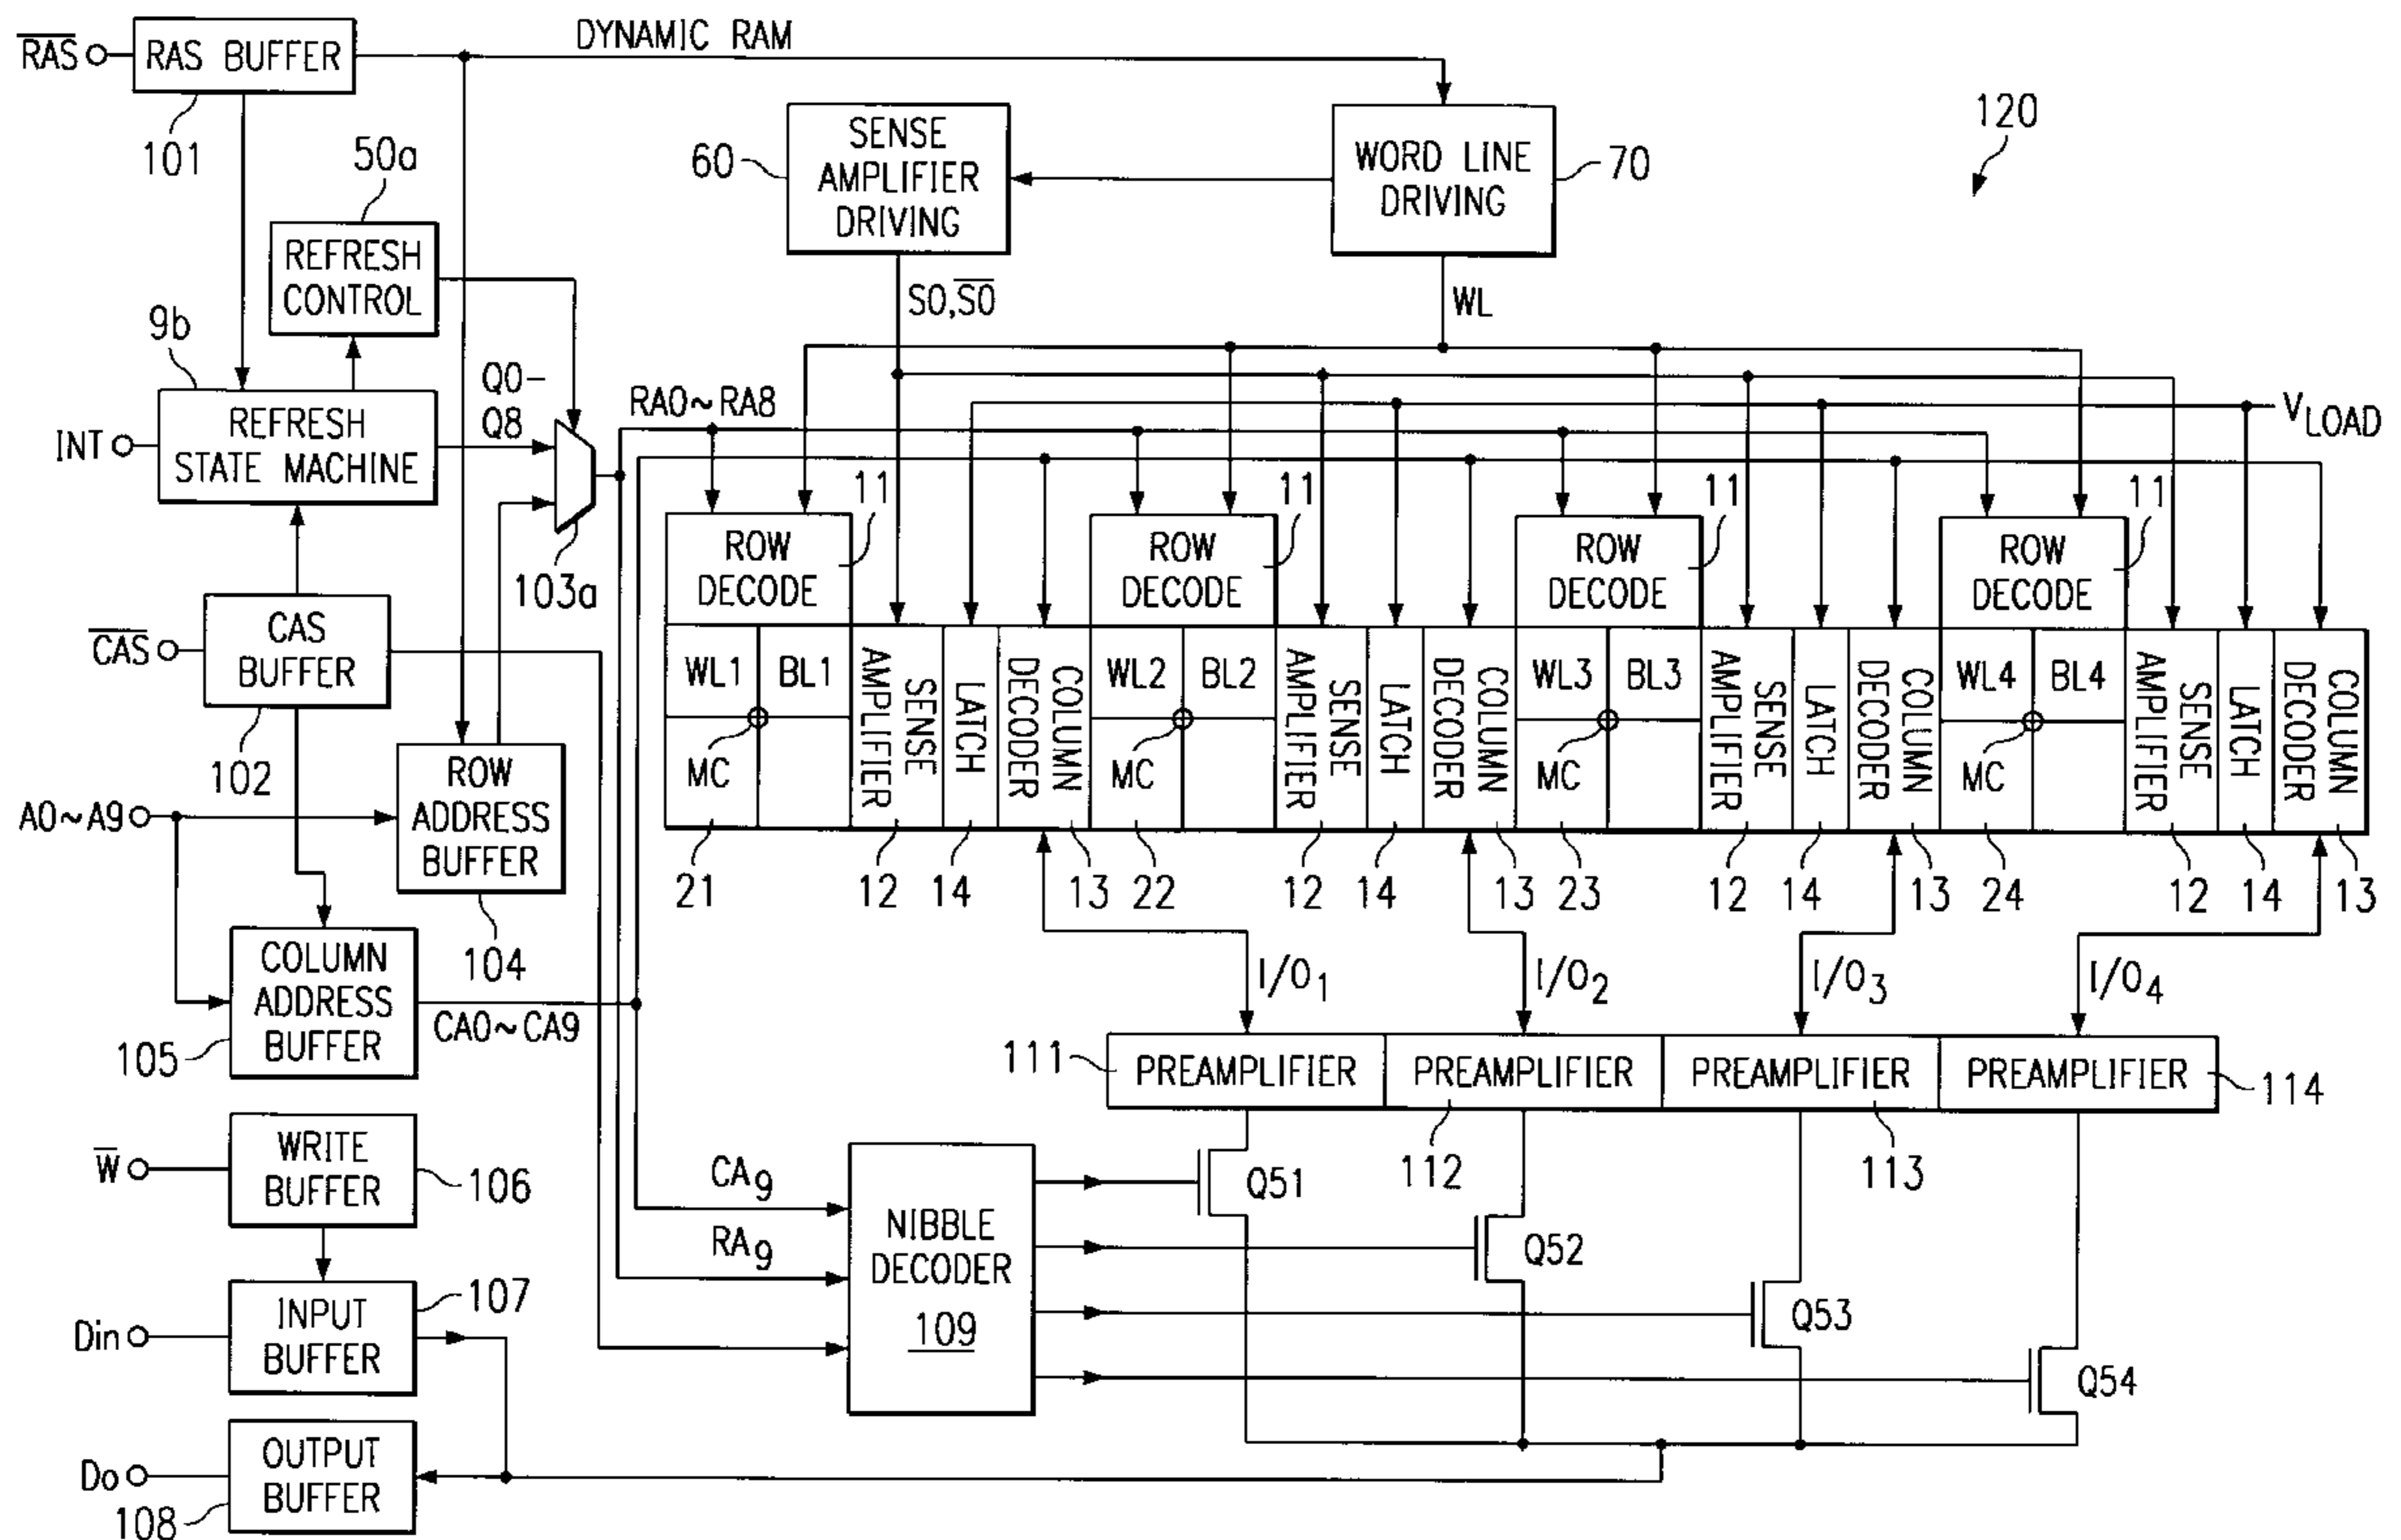 DYNAMIC RAM
R̅A̅S̅
RAS BUFFER
101
SENSE
AMPLIFIER
DRIVING
60
WORD LINE
DRIVING
70
120
50a
REFRESH
CONTROL
S0,S̅0̅
WL
9b
REFRESH
STATE MACHINE
INT
Q0-
Q8
RA0~RA8
V_LOAD
103a
11
11
11
11
ROW
DECODE
ROW
DECODE
ROW
DECODE
ROW
DECODE
C̅A̅S̅
CAS
BUFFER
102
WL1
BL1
MC
SENSE
AMPLIFIER
LATCH
COLUMN
DECODER
WL2
BL2
MC
SENSE
AMPLIFIER
LATCH
COLUMN
DECODER
WL3
BL3
MC
SENSE
AMPLIFIER
LATCH
COLUMN
DECODER
WL4
BL4
MC
SENSE
AMPLIFIER
LATCH
COLUMN
DECODER
A0~A9
ROW
ADDRESS
BUFFER
104
21
12
14
13
22
12
14
13
23
12
14
13
24
12
14
13
COLUMN
ADDRESS
BUFFER
105
CA0~CA9
I/O1
I/O2
I/O3
I/O4
111
PREAMPLIFIER
PREAMPLIFIER
PREAMPLIFIER
PREAMPLIFIER
114
112
113
W̅
WRITE
BUFFER
106
CA9
RA9
NIBBLE
DECODER
109
Q51
Q52
Q53
Q54
Din
INPUT
BUFFER
107
Do
OUTPUT
BUFFER
108